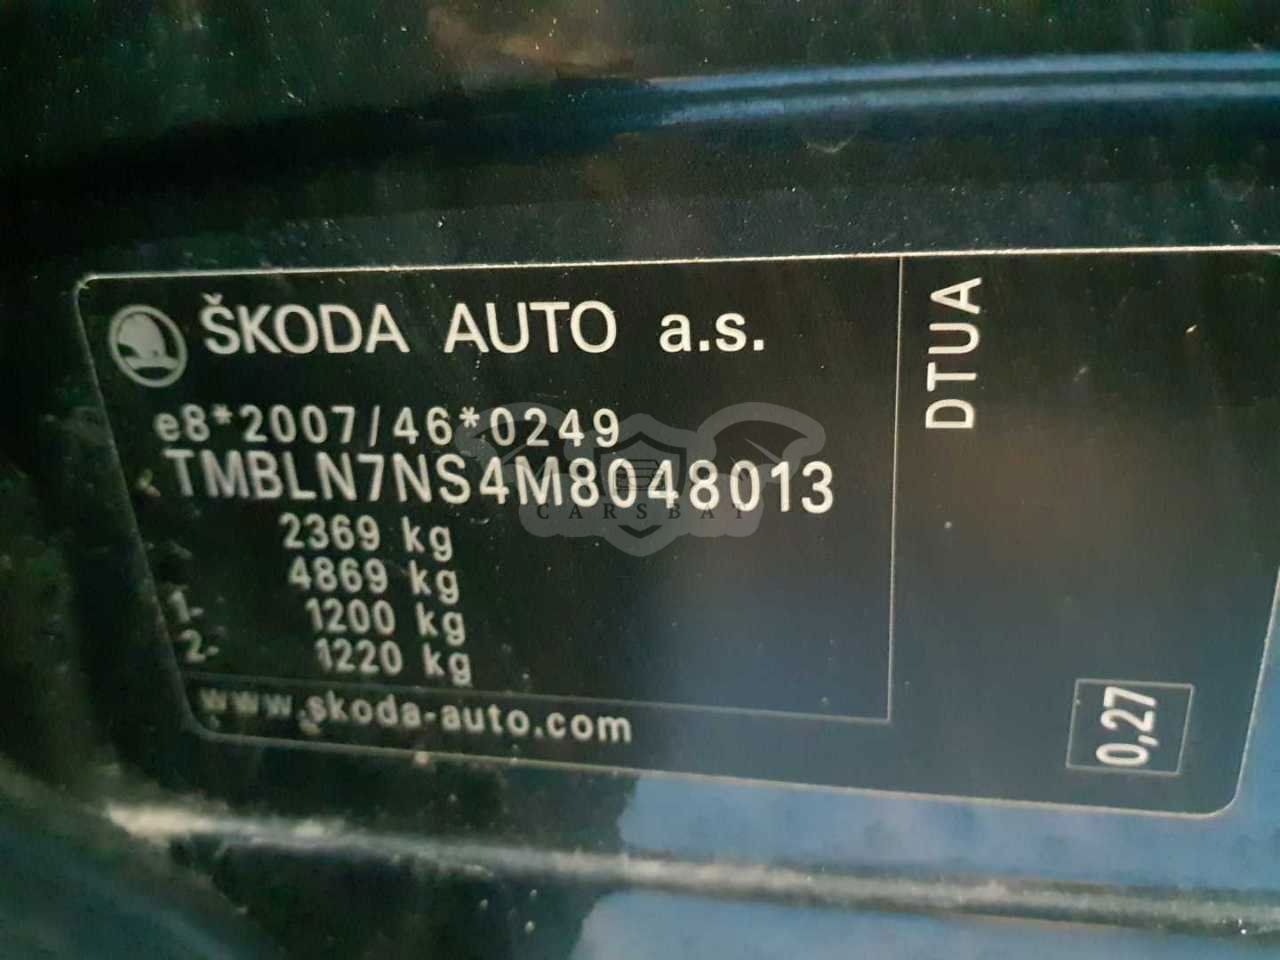 ŠKODA AUTO a.s.
e8*2007/46*0249
TMBLN7NS4M8048013
2369 kg
4869 kg
1- 1200 kg
2- 1220 kg
www.skoda-auto.com
DTUA
0,27
CARSBAT